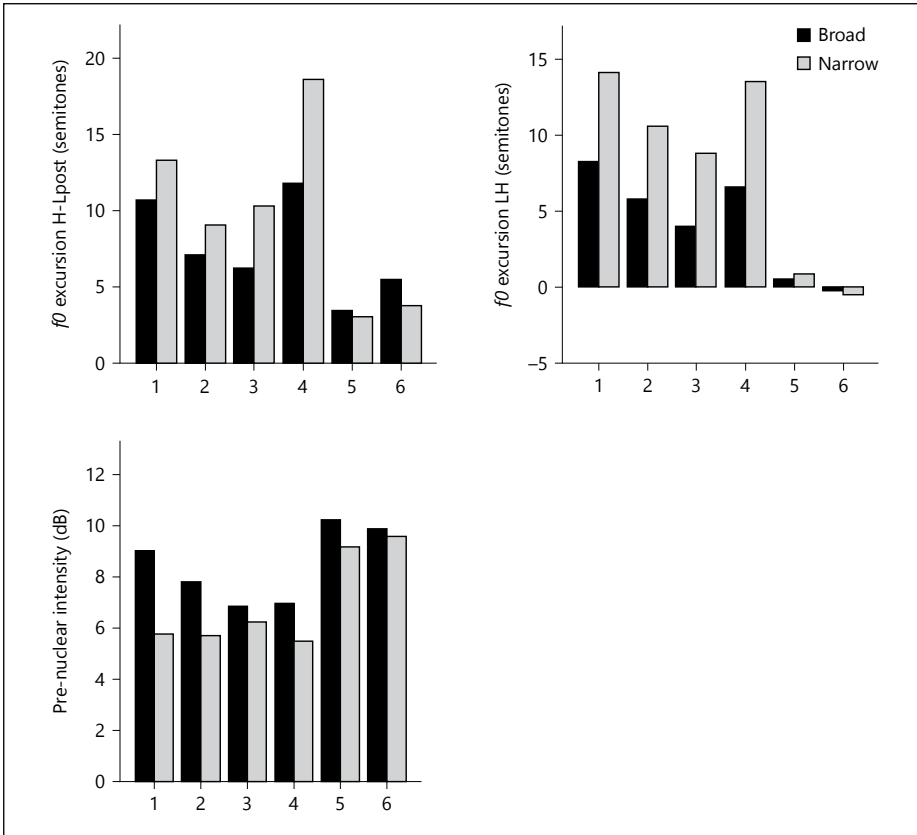 f0 excursion H-Lpost (semitones)
20
15
10
5
0
1 2 3 4 5 6
f0 excursion LH (semitones)
15
10
5
0
–5
1 2 3 4 5 6
Broad
Narrow
Pre-nuclear intensity (dB)
12
10
8
6
4
2
0
1 2 3 4 5 6